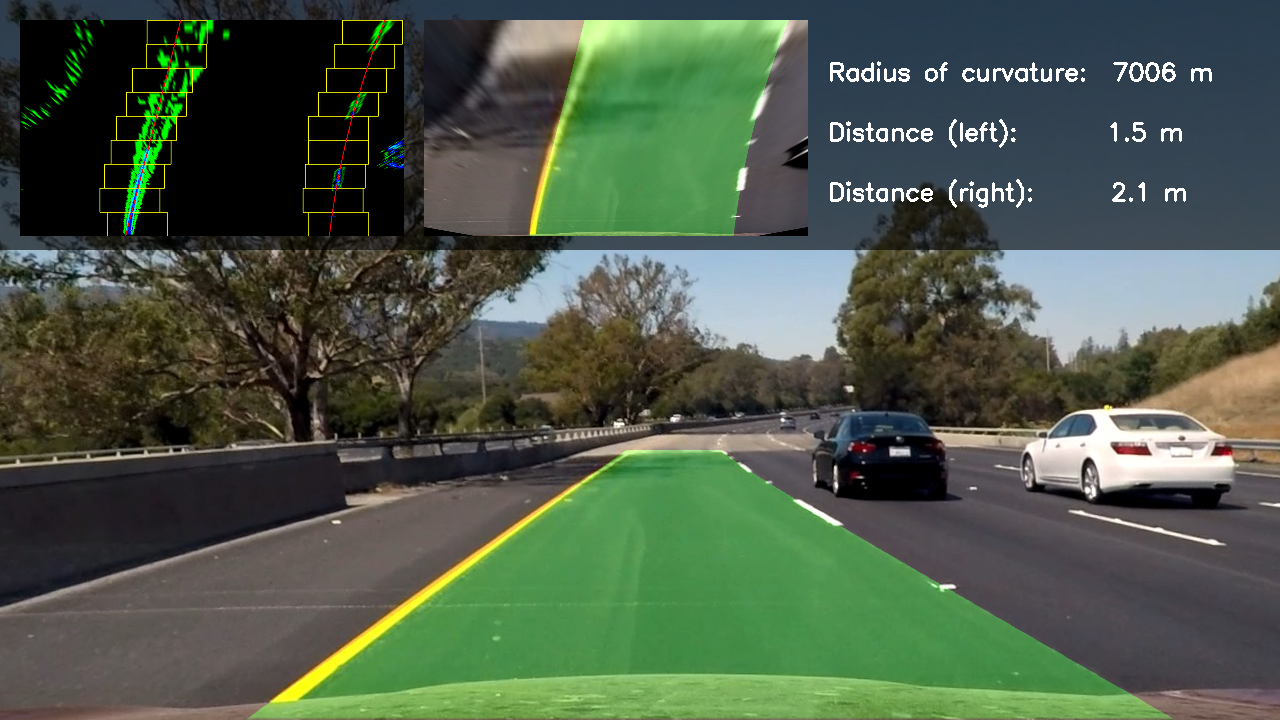 Radius of curvature: 7006 m
Distance (left): 1.5 m
Distance (right): 2.1 m